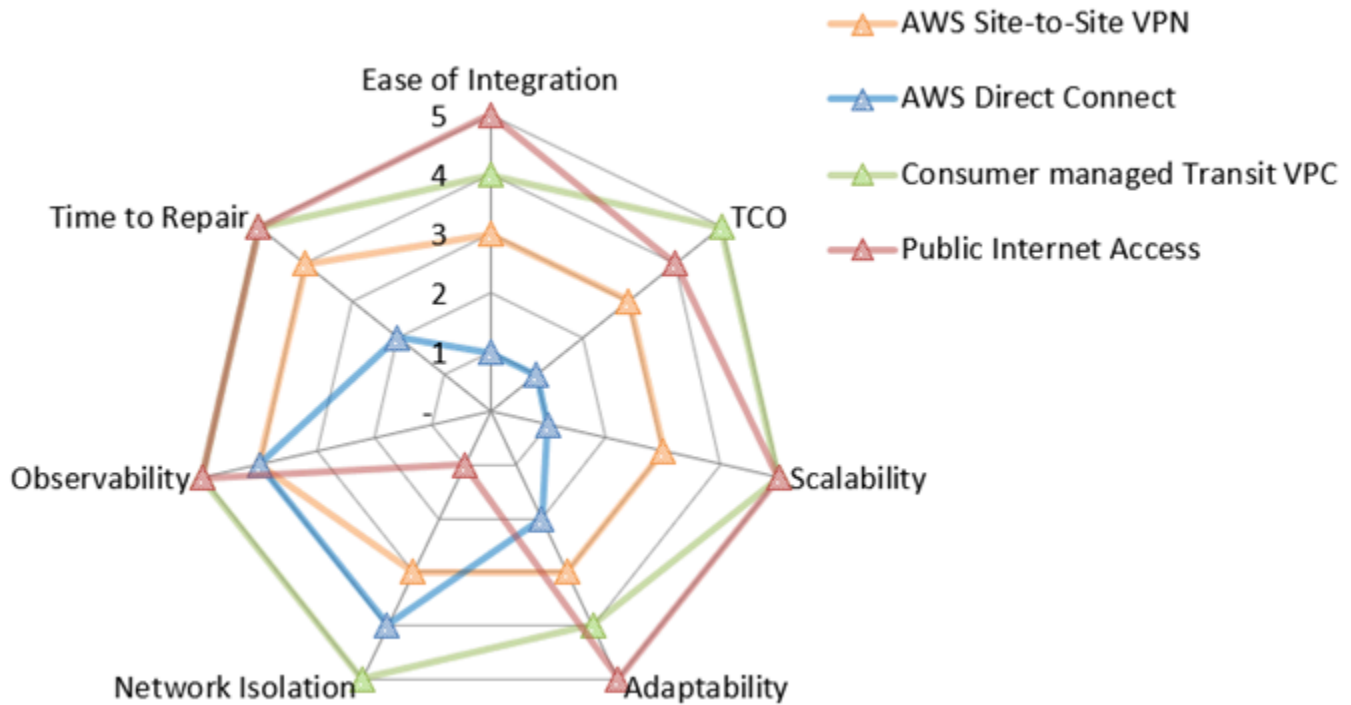 AWS Site-to-Site VPN
AWS Direct Connect
Consumer managed Transit VPC
Public Internet Access
Ease of Integration
5
4
3
2
1
-
TCO
Scalability
Adaptability
Network Isolation
Observability
Time to Repair